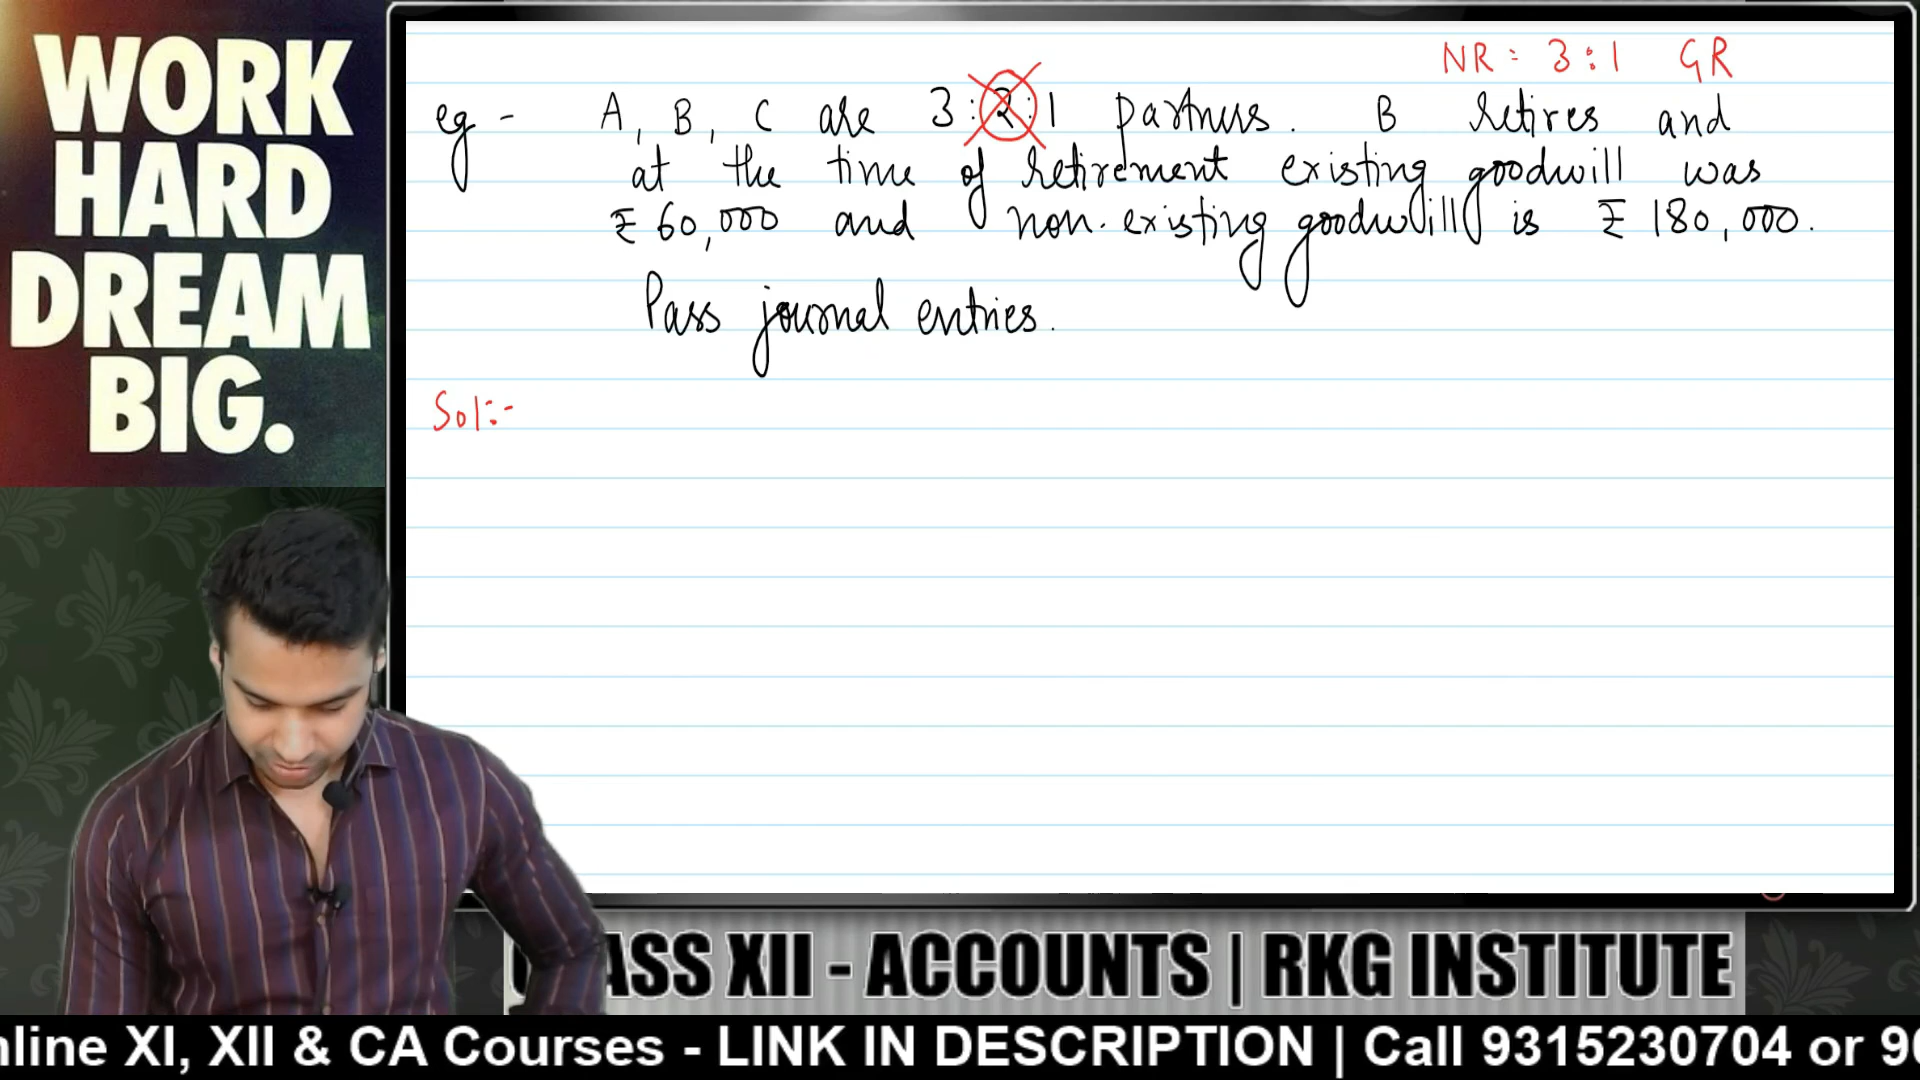 WORK
HARD
DREAM
BIG.
NR = 3:1 GR
eg - A, B, C are 3:2:1 partners. B retires and
at the time of retirement existing goodwill was
₹ 60,000 and non-existing goodwill is ₹ 180,000.
Pass journal entries.
Sol:-
ASS XII - ACCOUNTS | RKG INSTITUTE
nline XI, XII & CA Courses - LINK IN DESCRIPTION | Call 9315230704 or 9